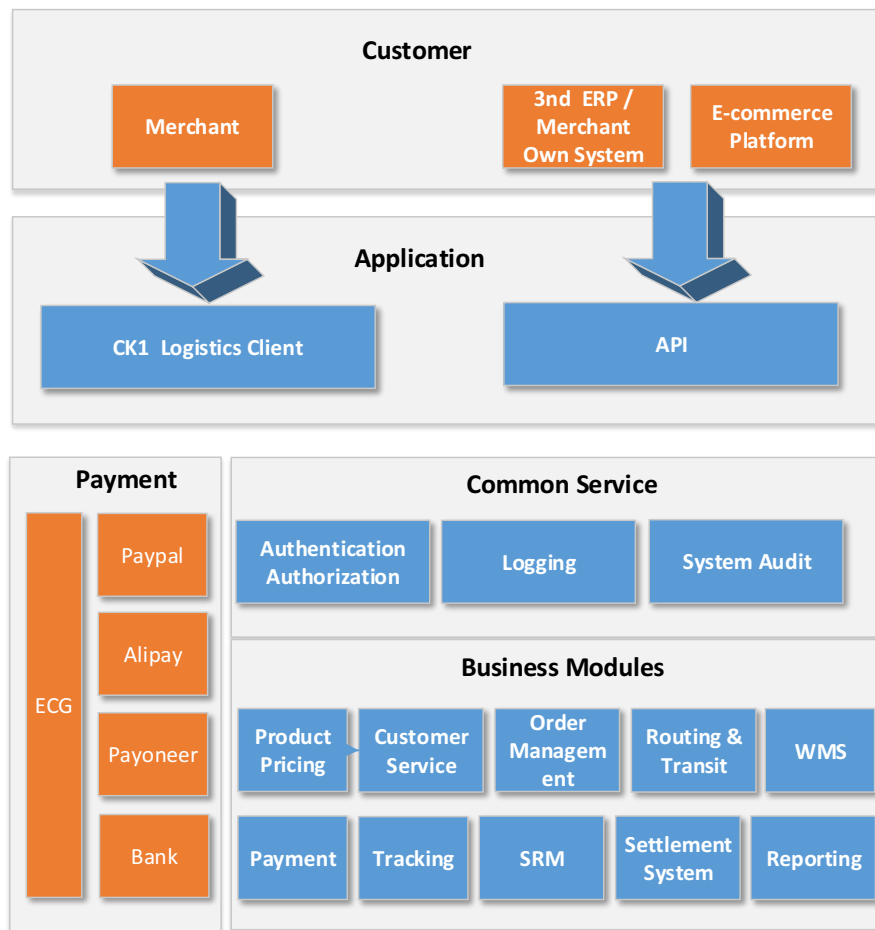 Customer
Merchant
3nd ERP /
Merchant
Own System
E-commerce
Platform
Application
CK1 Logistics Client
API
Payment
ECG
Paypal
Alipay
Payoneer
Bank
Common Service
Authentication
Authorization
Logging
System Audit
Business Modules
Product
Pricing
Customer
Service
Order
Managem
ent
Routing &
Transit
WMS
Payment
Tracking
SRM
Settlement
System
Reporting